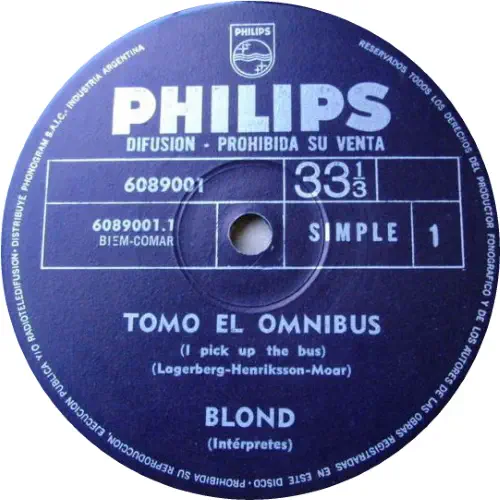 PHILIPS
PHILIPS
DIFUSION - PROHIBIDA SU VENTA
6089001
33 1/3
6089001.1
BIEM-COMAR
SIMPLE 1
TOMO EL OMNIBUS
(I pick up the bus)
(Lagerberg-Henriksson-Moar)
BLOND
(Intérpretes)
RESERVADOS TODOS LOS DERECHOS DEL PRODUCTOR FONOGRAFICO Y DE LOS AUTORES DE LAS OBRAS REGISTRADAS EN ESTE DISCO • PROHIBIDA SU REPRODUCCION, EJECUCION PUBLICA Y/O RADIOTELEDIFUSION • DISTRIBUYE PHONOGRAM S.A.I.C. INDUSTRIA ARGENTINA